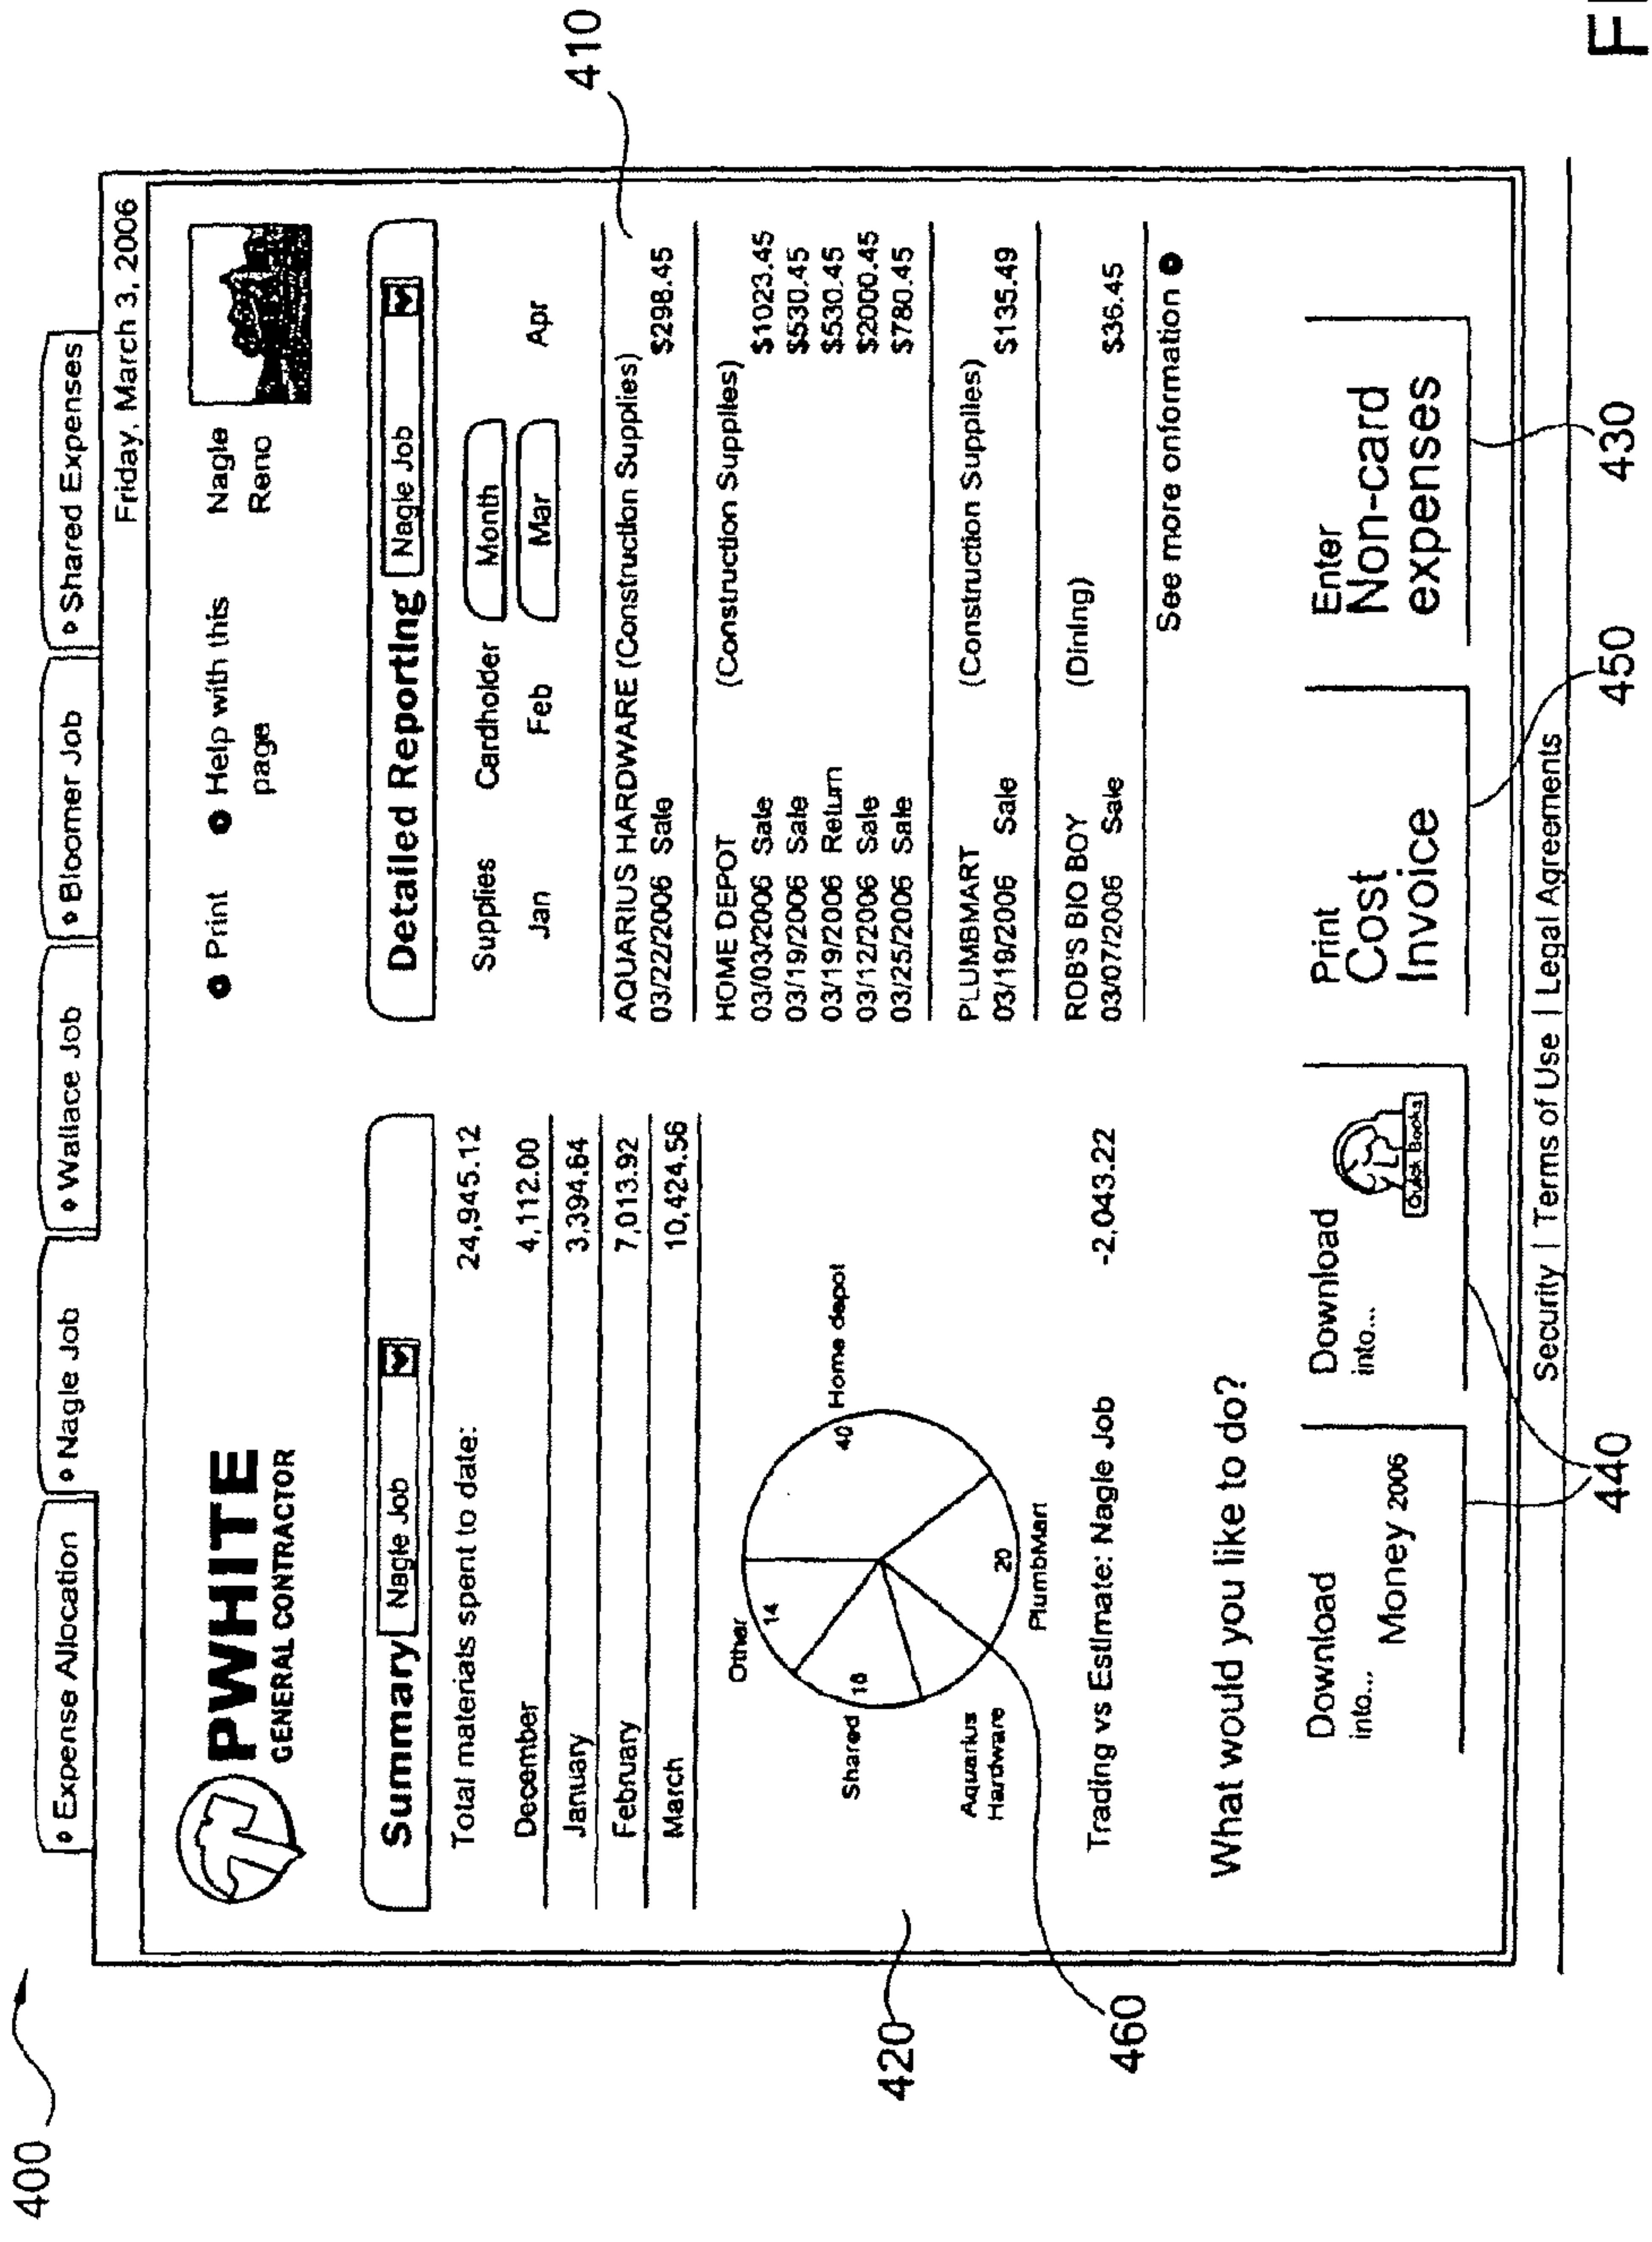 400
Expense Allocation
Nagle Job
Wallace Job
Bloomer Job
Shared Expenses
Friday, March 3, 2006
PWHITE
GENERAL CONTRACTOR
Print
Help with this
page
Nagle
Reno
Summary Nagle Job
Total materials spent to date: 24,945.12
December 4,112.00
January 3,394.64
February 7,013.92
March 10,424.56
Other
14
40 Home depot
Shared 16
Aquarius
Hardware
20
PlumbMart
Trading vs Estimate: Nagle Job -2,043.22
420
460
Detailed Reporting Nagle Job
Supplies Cardholder Month
Jan Feb Mar Apr
AQUARIUS HARDWARE (Construction Supplies)
03/22/2006 Sale $298.45
410
HOME DEPOT (Construction Supplies)
03/03/2006 Sale $1023.45
03/19/2006 Sale $530.45
03/19/2006 Return $530.45
03/12/2006 Sale $2000.45
03/25/2006 Sale $780.45
PLUMBMART (Construction Supplies)
03/19/2006 Sale $135.49
ROB'S BIO BOY (Dining)
03/07/2006 Sale $36.45
See more onformation
What would you like to do?
Download
into...
Money 2006
Download
into...
Quick Books
Print
Cost
Invoice
Enter
Non-card
expenses
Security | Terms of Use | Legal Agreements
440
450
430